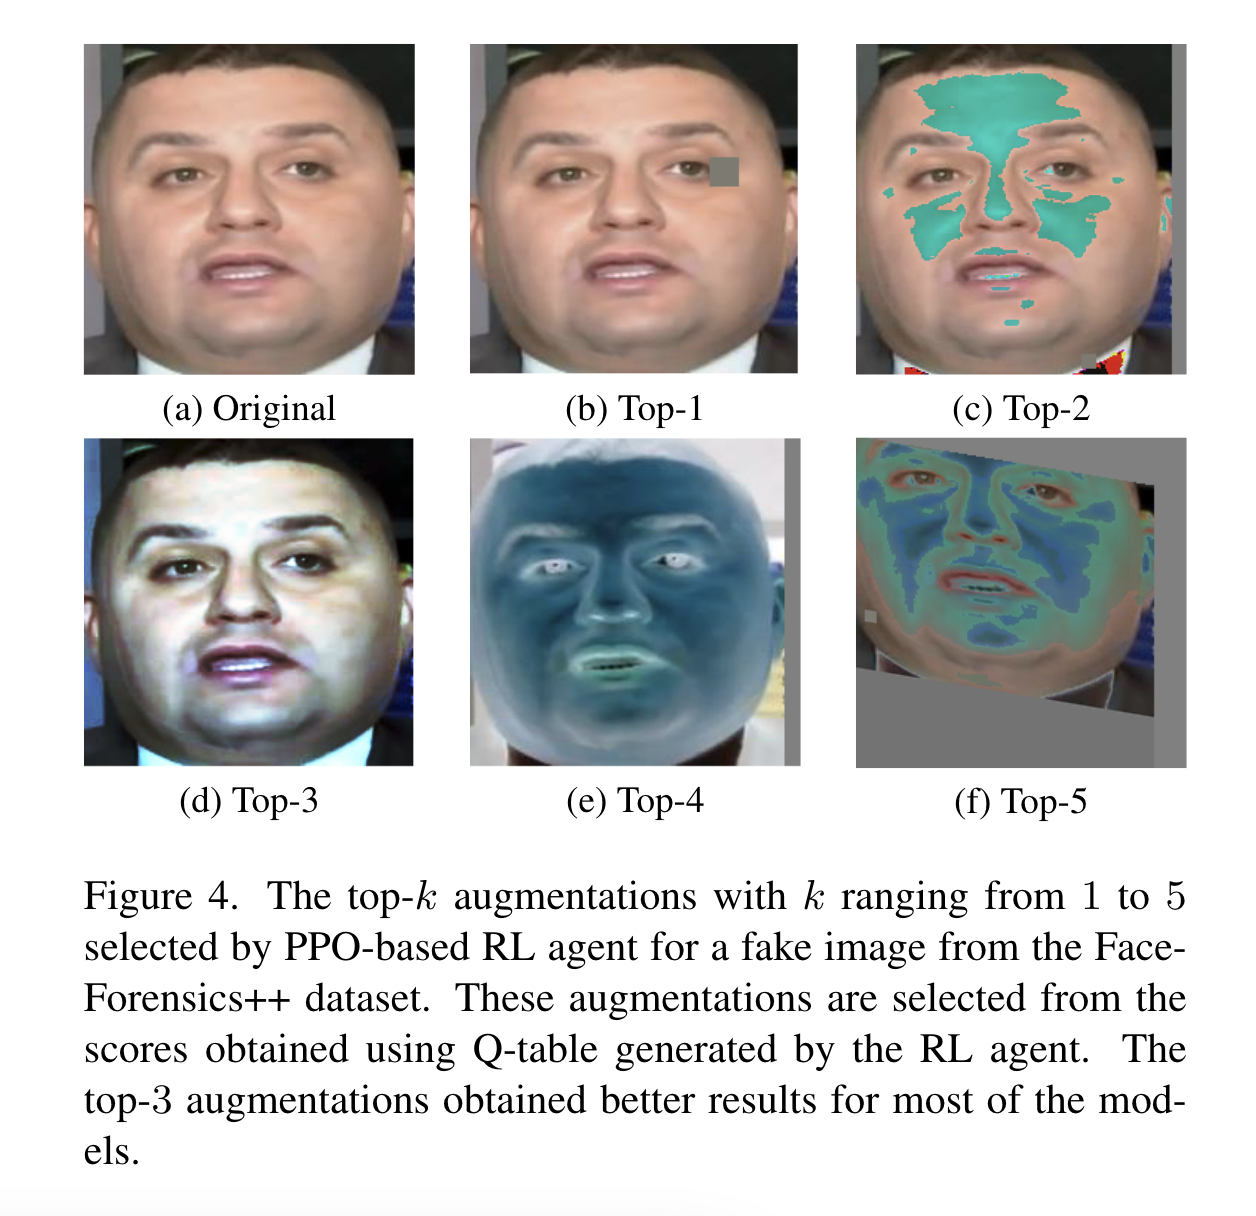 (a) Original
(b) Top-1
(c) Top-2
(d) Top-3
(e) Top-4
(f) Top-5
Figure 4. The top-k augmentations with k ranging from 1 to 5
selected by PPO-based RL agent for a fake image from the Face-
Forensics++ dataset. These augmentations are selected from the
scores obtained using Q-table generated by the RL agent. The
top-3 augmentations obtained better results for most of the mod-
els.